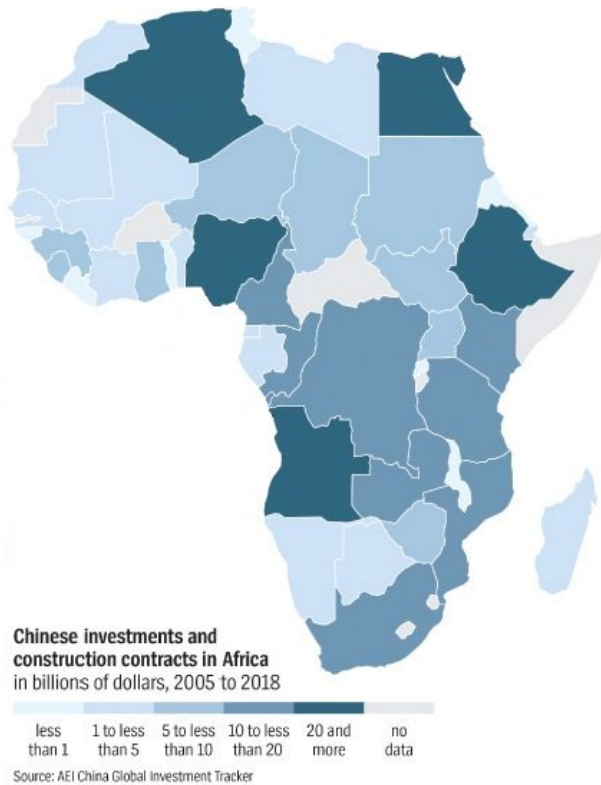 Chinese investments and
construction contracts in Africa
in billions of dollars, 2005 to 2018
less than 1
1 to less than 5
5 to less than 10
10 to less than 20
20 and more
no data
Source: AEI China Global Investment Tracker